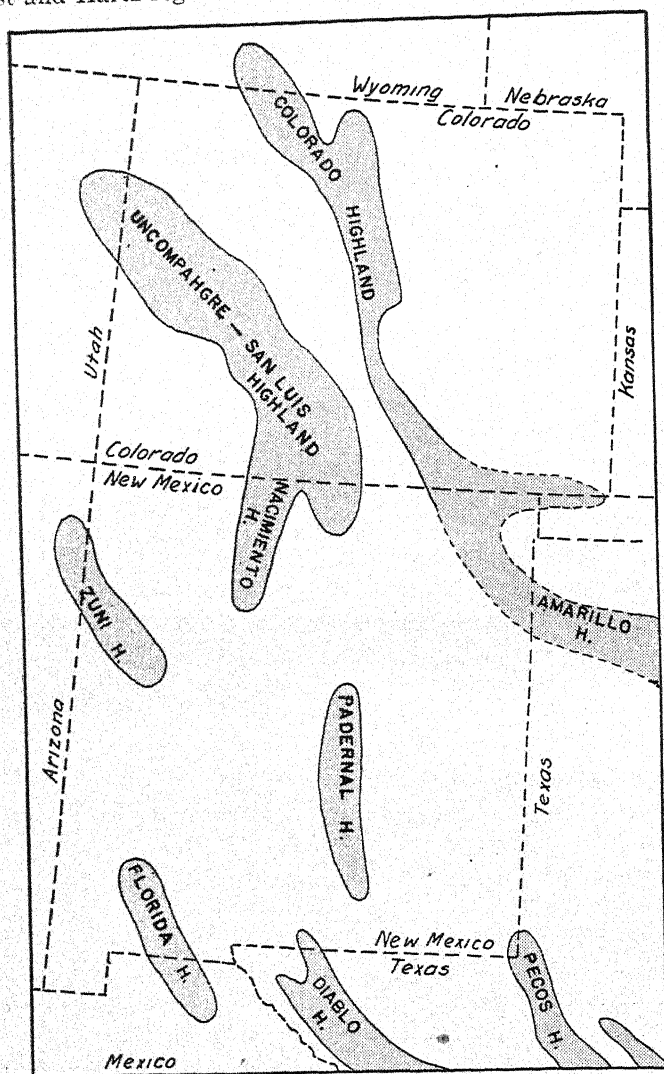 Wyoming
Nebraska
Colorado
COLORADO
HIGHLAND
UNCOMPAHGRE — SAN LUIS
HIGHLAND
Utah
Kansas
Colorado
New Mexico
NACIMIENTO
H.
ZUNI H.
AMARILLO
H.
Arizona
PADERNAL H.
Texas
FLORIDA H.
New Mexico
Texas
DIABLO
H.
PECOS H.
Mexico